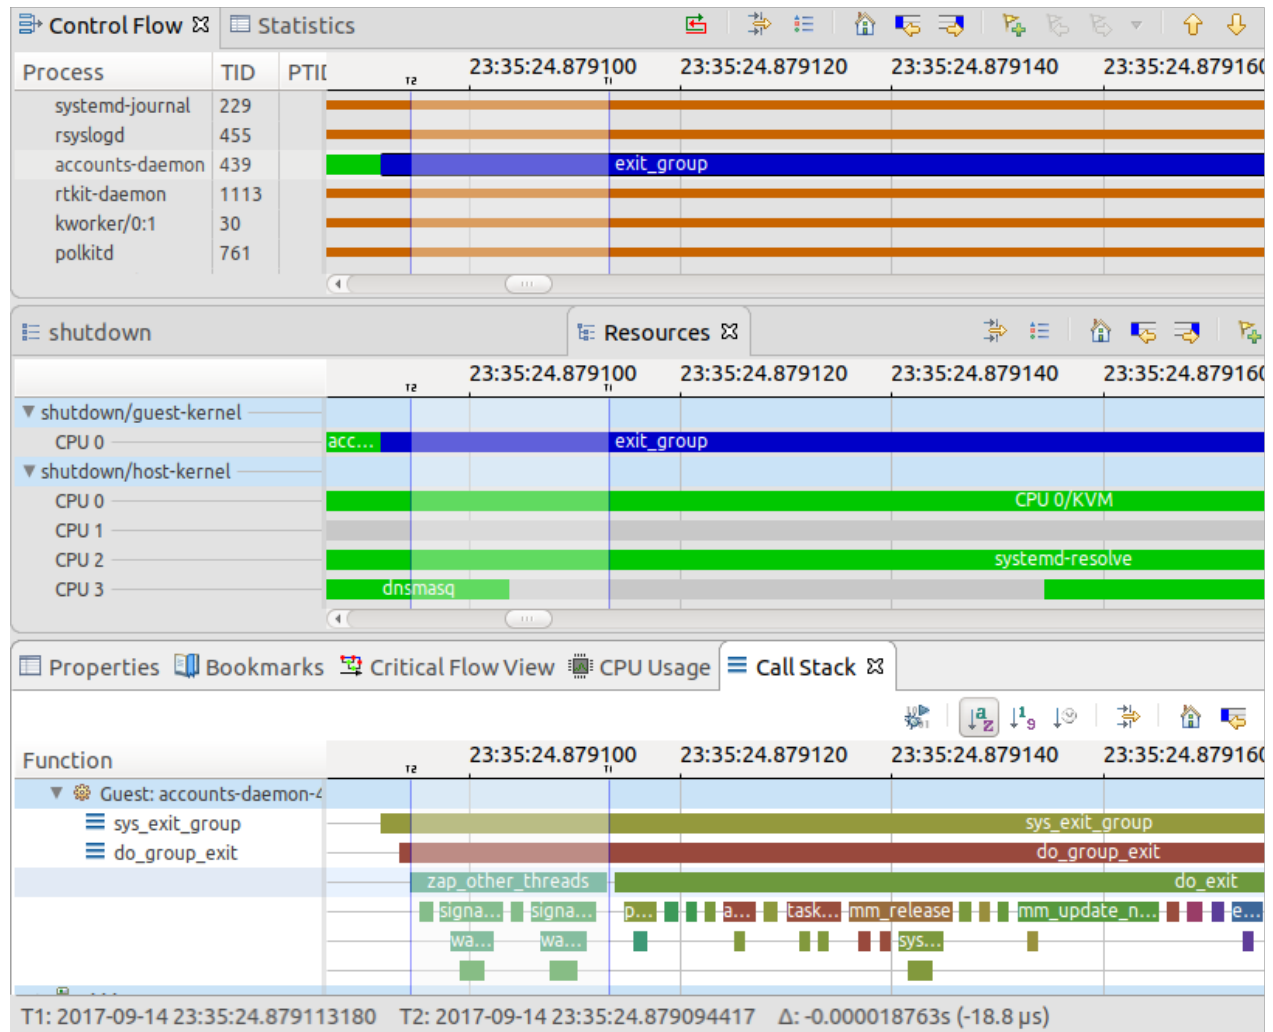 Control Flow Statistics
Process TID PTID T2 23:35:24.879100 T1 23:35:24.879120 23:35:24.879140 23:35:24.879160
systemd-journal 229
rsyslogd 455
accounts-daemon 439 exit_group
rtkit-daemon 1113
kworker/0:1 30
polkitd 761
shutdown Resources
T2 23:35:24.879100 T1 23:35:24.879120 23:35:24.879140 23:35:24.879160
shutdown/guest-kernel
CPU 0 acc... exit_group
shutdown/host-kernel
CPU 0 CPU 0/KVM
CPU 1
CPU 2 systemd-resolve
CPU 3 dnsmasq
Properties Bookmarks Critical Flow View CPU Usage Call Stack
Function T2 23:35:24.879100 T1 23:35:24.879120 23:35:24.879140 23:35:24.879160
Guest: accounts-daemon-4
sys_exit_group sys_exit_group
do_group_exit do_group_exit
zap_other_threads do_exit
signa... signa... p... a... task... mm_release mm_update_n... e...
wa... wa... sys...
T1: 2017-09-14 23:35:24.879113180 T2: 2017-09-14 23:35:24.879094417 Δ: -0.000018763s (-18.8 µs)